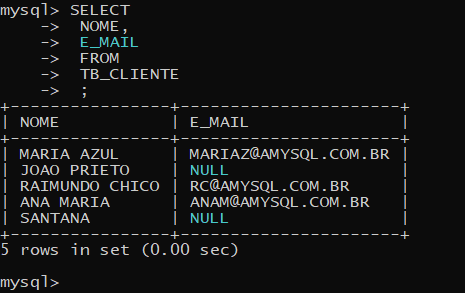 mysql> SELECT
    -> NOME,
    ->  E_MAIL
    ->  FROM
    ->  TB_CLIENTE
    ->  ;
+----------------+----------------------+
| NOME           | E_MAIL               |
+----------------+----------------------+
| MARIA AZUL     | MARIAZ@AMYSQL.COM.BR |
| JOAO PRIETO    | NULL                 |
| RAIMUNDO CHICO | RC@AMYSQL.COM.BR     |
| ANA MARIA      | ANAM@AMYSQL.COM.BR   |
| SANTANA        | NULL                 |
+----------------+----------------------+
5 rows in set (0.00 sec)
mysql>